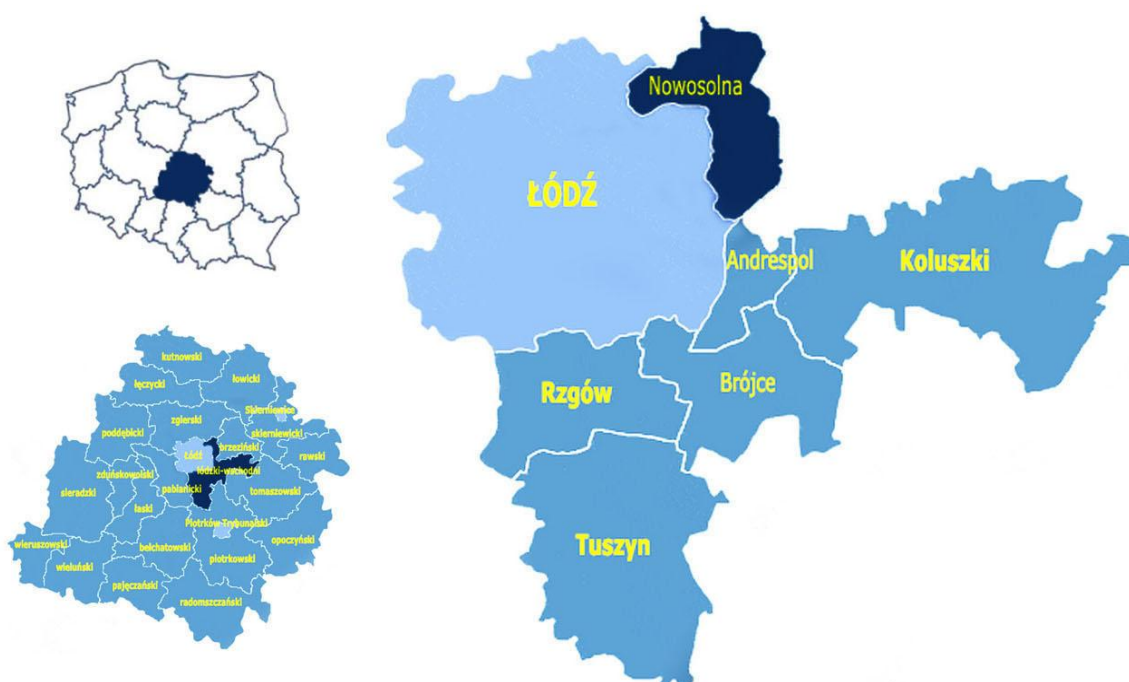 Nowosolna
ŁÓDŹ
Andrespol
Koluszki
Rzgów
Brójce
Tuszyn
kutnowski
łęczycki
łowicki
Skierniewice
zgierski
poddębicki
skierniewicki
brzeziński
Łódź
rawski
łódzki-wschodni
zduńskowolski
sieradzki
pabianicki
tomaszowski
łaski
Piotrków-Trybunalski
opoczyński
wieruszowski
bełchatowski
wieluński
piotrkowski
pajęczański
radomszczański